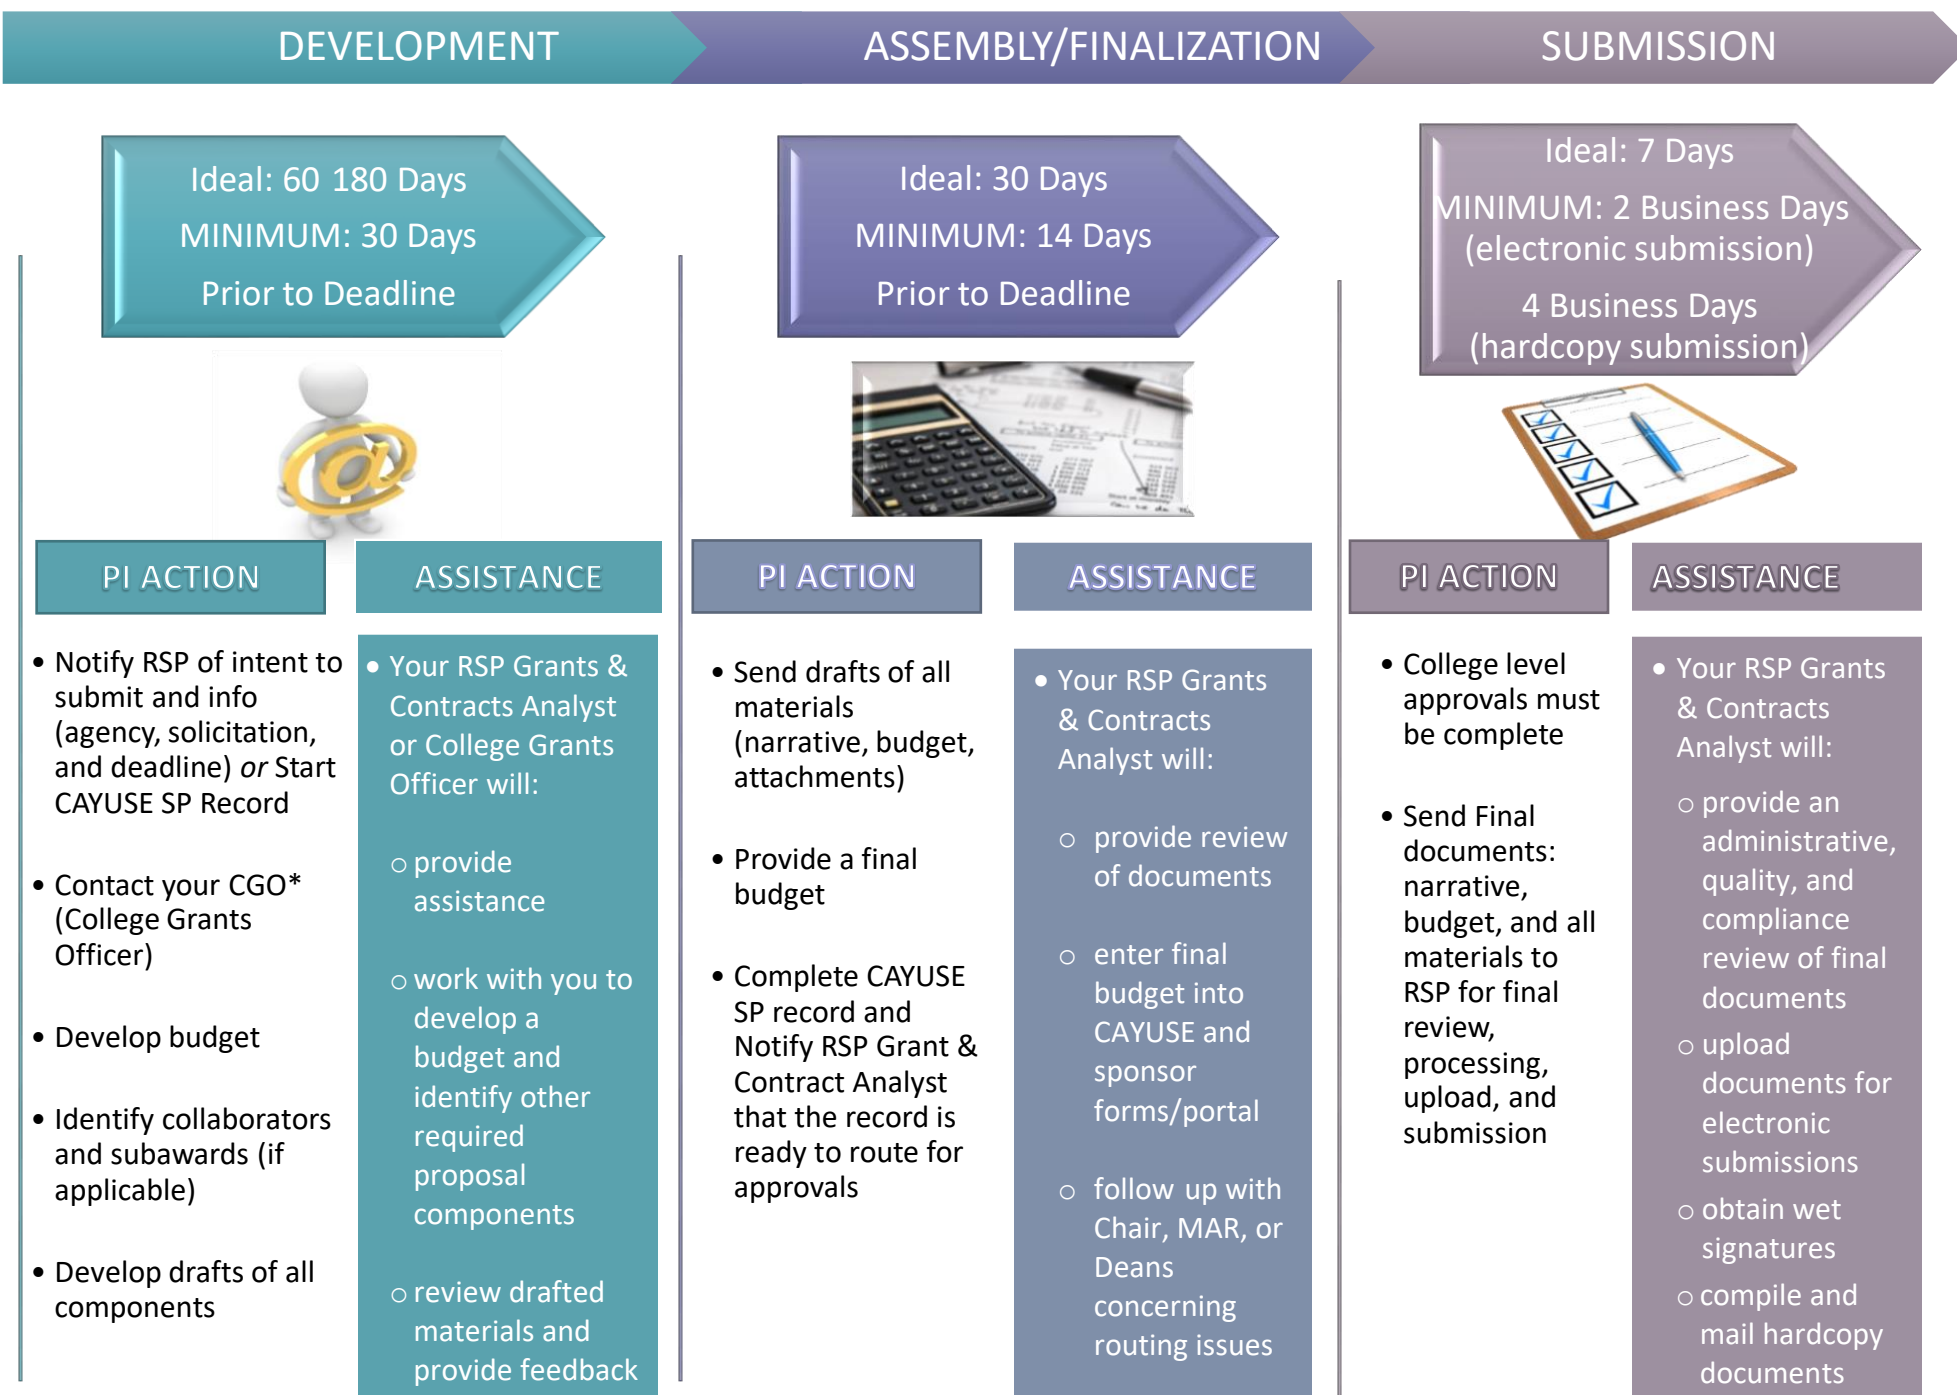 DEVELOPMENT
ASSEMBLY/FINALIZATION
SUBMISSION
Ideal: 60 180 Days
MINIMUM: 30 Days
Prior to Deadline
Ideal: 30 Days
MINIMUM: 14 Days
Prior to Deadline
Ideal: 7 Days
MINIMUM: 2 Business Days
(electronic submission)
4 Business Days
(hardcopy submission)
PI ACTION
• Notify RSP of intent to
submit and info
(agency, solicitation,
and deadline) or Start
CAYUSE SP Record
• Contact your CGO*
(College Grants
Officer)
• Develop budget
• Identify collaborators
and subawards (if
applicable)
• Develop drafts of all
components
ASSISTANCE
• Your RSP Grants &
Contracts Analyst
or College Grants
Officer will:
o provide
assistance
o work with you to
develop a
budget and
identify other
required
proposal
components
o review drafted
materials and
provide feedback
PI ACTION
• Send drafts of all
materials
(narrative, budget,
attachments)
• Provide a final
budget
• Complete CAYUSE
SP record and
Notify RSP Grant &
Contract Analyst
that the record is
ready to route for
approvals
ASSISTANCE
• Your RSP Grants
& Contracts
Analyst will:
o provide review
of documents
o enter final
budget into
CAYUSE and
sponsor
forms/portal
o follow up with
Chair, MAR, or
Deans
concerning
routing issues
PI ACTION
• College level
approvals must
be complete
• Send Final
documents:
narrative,
budget, and all
materials to
RSP for final
review,
processing,
upload, and
submission
ASSISTANCE
• Your RSP Grants
& Contracts
Analyst will:
o provide an
administrative,
quality, and
compliance
review of final
documents
o upload
documents for
electronic
submissions
o obtain wet
signatures
o compile and
mail hardcopy
documents